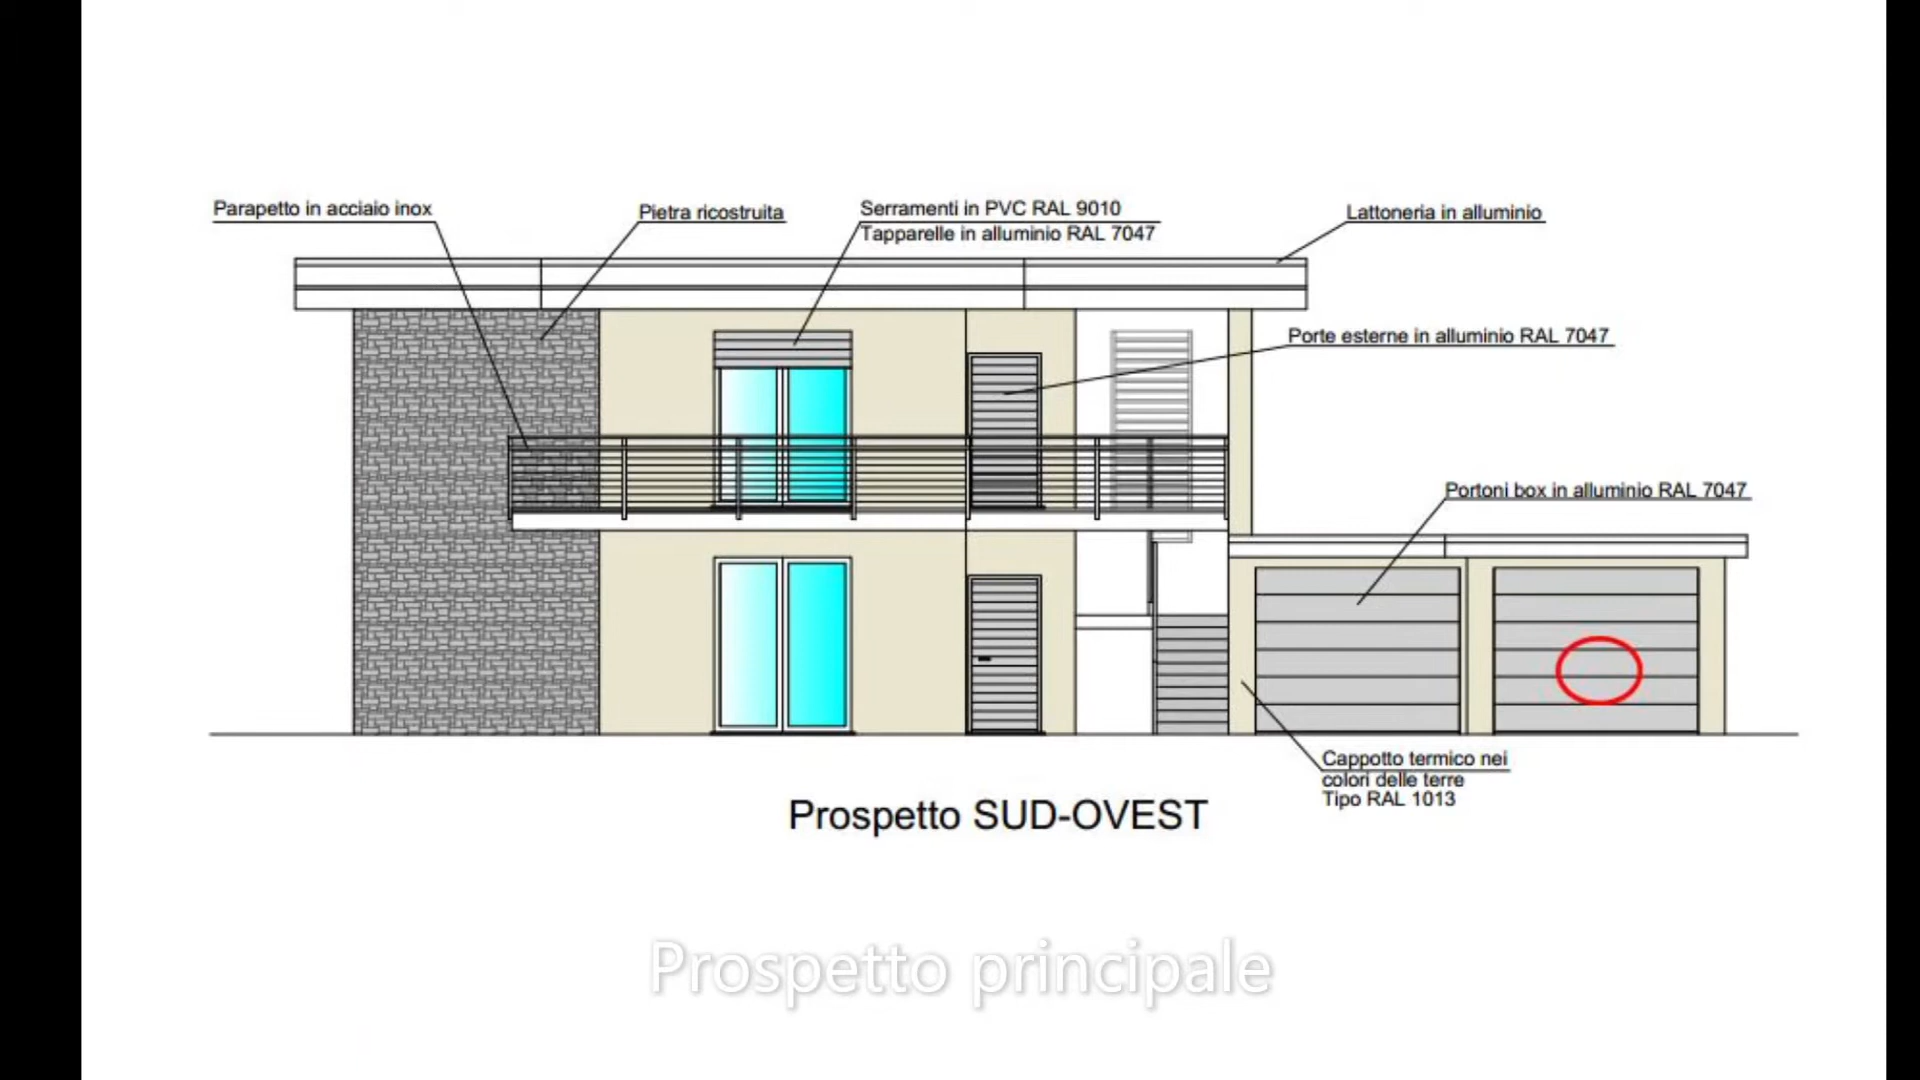 Parapetto in acciaio inox
Pietra ricostruita
Serramenti in PVC RAL 9010
Tapparelle in alluminio RAL 7047
Lattoneria in alluminio
Porte esterne in alluminio RAL 7047
Portoni box in alluminio RAL 7047
Cappotto termico nei
colori delle terre
Tipo RAL 1013
Prospetto SUD-OVEST
Prospetto principale